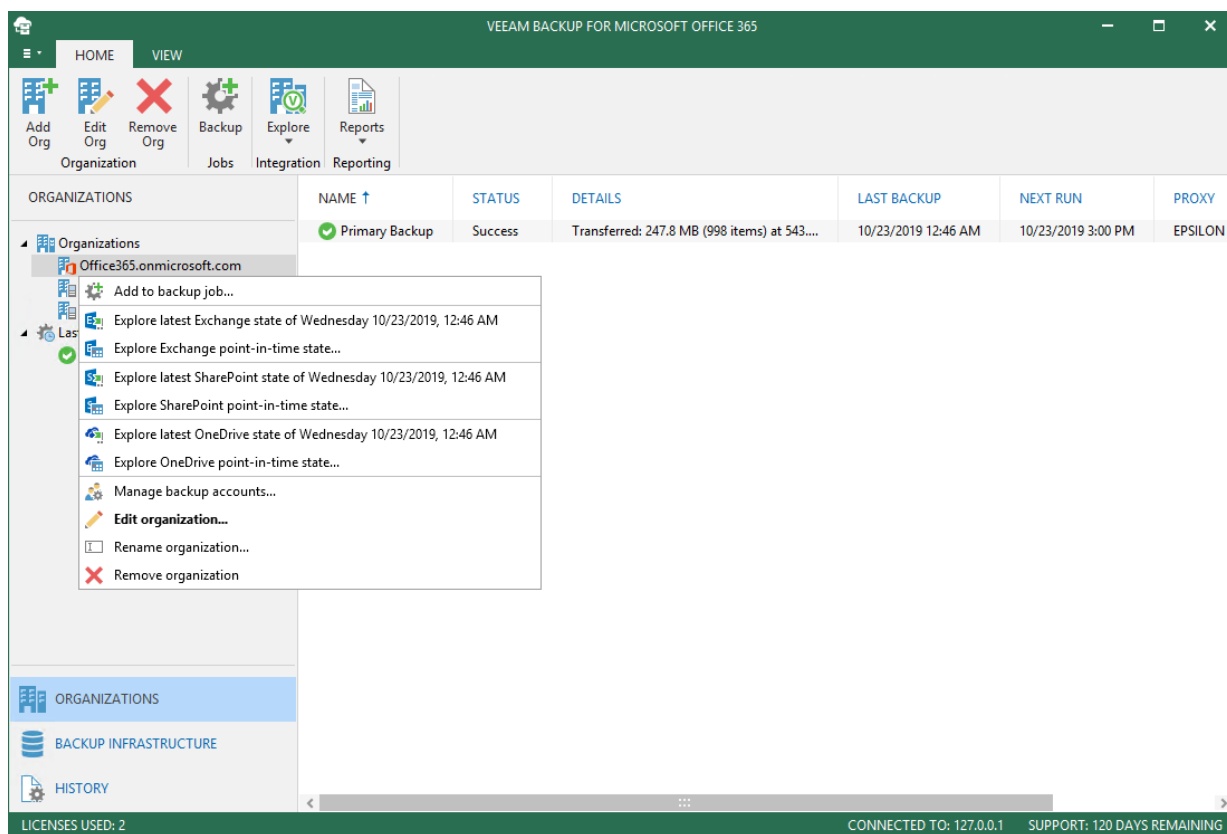 VEEAM BACKUP FOR MICROSOFT OFFICE 365
HOME VIEW
Add Org
Edit Org
Remove Org
Backup
Explore
Reports
Organization
Jobs
Integration
Reporting
ORGANIZATIONS
NAME STATUS DETAILS LAST BACKUP NEXT RUN PROXY
Primary Backup Success Transferred: 247.8 MB (998 items) at 543.... 10/23/2019 12:46 AM 10/23/2019 3:00 PM EPSILON
Organizations
Office365.onmicrosoft.com
Las
Add to backup job...
Explore latest Exchange state of Wednesday 10/23/2019, 12:46 AM
Explore Exchange point-in-time state...
Explore latest SharePoint state of Wednesday 10/23/2019, 12:46 AM
Explore SharePoint point-in-time state...
Explore latest OneDrive state of Wednesday 10/23/2019, 12:46 AM
Explore OneDrive point-in-time state...
Manage backup accounts...
Edit organization...
Rename organization...
Remove organization
ORGANIZATIONS
BACKUP INFRASTRUCTURE
HISTORY
LICENSES USED: 2
CONNECTED TO: 127.0.0.1
SUPPORT: 120 DAYS REMAINING